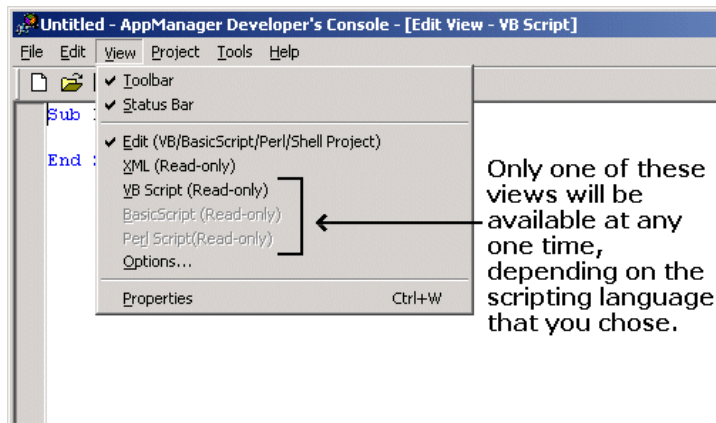 Untitled - AppManager Developer's Console - [Edit View - VB Script]
File Edit View Project Tools Help
Toolbar
Status Bar
Sub
Edit (VB/BasicScript/Perl/Shell Project)
End
XML (Read-only)
VB Script (Read-only)
BasicScript (Read-only)
Perl Script(Read-only)
Options...
Properties Ctrl+W
Only one of these
views will be
available at any
one time,
depending on the
scripting language
that you chose.